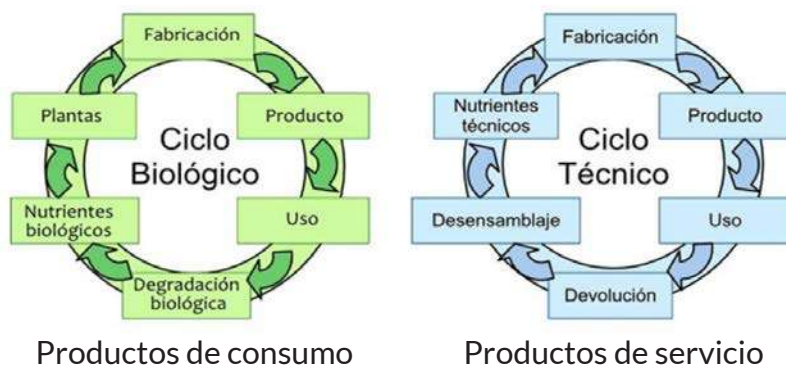 Fabricación
Plantas
Producto
Ciclo
Biológico
Nutrientes
biológicos
Uso
Degradación
biológica
Productos de consumo
Fabricación
Nutrientes
técnicos
Producto
Ciclo
Técnico
Desensamblaje
Uso
Devolución
Productos de servicio